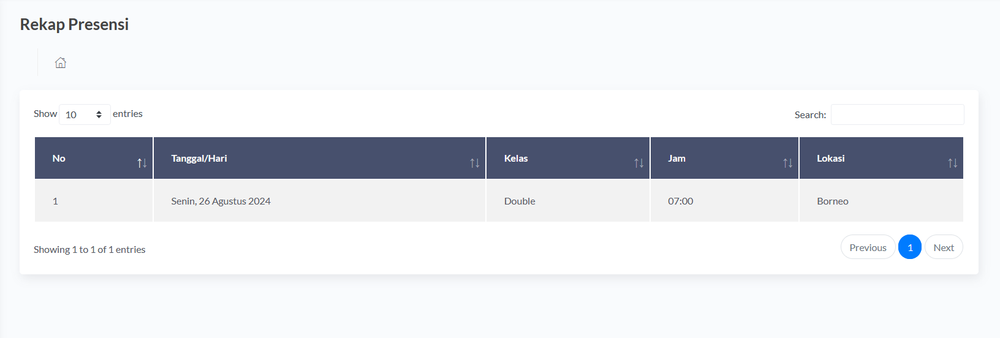 Rekap Presensi
Show 10 entries
Search:
No Tanggal/Hari Kelas Jam Lokasi
1 Senin, 26 Agustus 2024 Double 07:00 Borneo
Showing 1 to 1 of 1 entries
Previous 1 Next